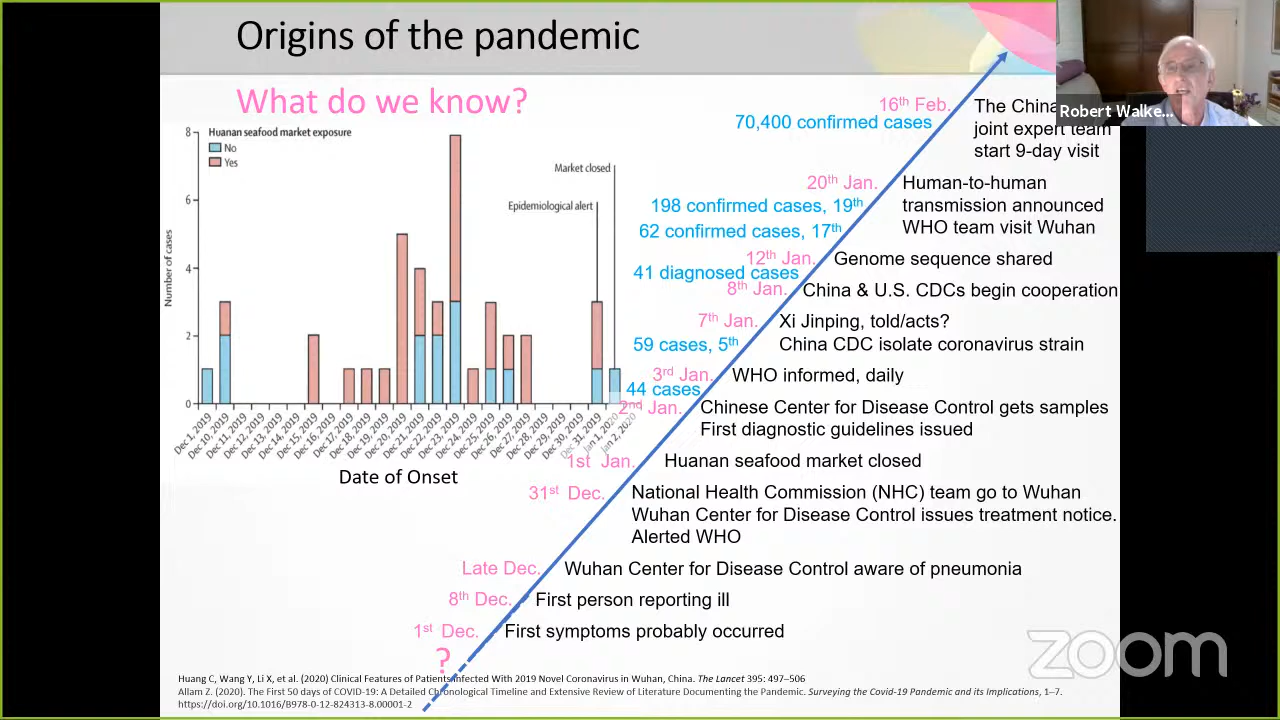 Origins of the pandemic
What do we know?
Huanan seafood market exposure
No
Yes
Market closed
Epidemiological alert
Number of cases
8
6
4
2
0
Dec 1, 2019
Dec 10, 2019
Dec 11, 2019
Dec 12, 2019
Dec 13, 2019
Dec 14, 2019
Dec 15, 2019
Dec 16, 2019
Dec 17, 2019
Dec 18, 2019
Dec 19, 2019
Dec 20, 2019
Dec 21, 2019
Dec 22, 2019
Dec 23, 2019
Dec 24, 2019
Dec 25, 2019
Dec 26, 2019
Dec 27, 2019
Dec 28, 2019
Dec 29, 2019
Dec 30, 2019
Dec 31, 2019
Jan 1, 2020
Jan 2, 2020
Date of Onset
16th Feb.
70,400 confirmed cases
The China
joint expert team
start 9-day visit
20th Jan.
Human-to-human
transmission announced
WHO team visit Wuhan
198 confirmed cases, 19th
62 confirmed cases, 17th
12th Jan.
Genome sequence shared
41 diagnosed cases
8th Jan.
China & U.S. CDCs begin cooperation
7th Jan.
Xi Jinping, told/acts?
China CDC isolate coronavirus strain
59 cases, 5th
3rd Jan.
WHO informed, daily
44 cases
2nd Jan.
Chinese Center for Disease Control gets samples
First diagnostic guidelines issued
1st Jan.
Huanan seafood market closed
31st Dec.
National Health Commission (NHC) team go to Wuhan
Wuhan Center for Disease Control issues treatment notice.
Alerted WHO
Late Dec.
Wuhan Center for Disease Control aware of pneumonia
8th Dec.
First person reporting ill
1st Dec.
First symptoms probably occurred
?
Huang C, Wang Y, Li X, et al. (2020) Clinical Features of Patients Infected With 2019 Novel Coronavirus in Wuhan, China. The Lancet 395: 497–506
Allam Z. (2020). The First 50 days of COVID-19: A Detailed Chronological Timeline and Extensive Review of Literature Documenting the Pandemic. Surveying the Covid-19 Pandemic and its Implications, 1–7.
https://doi.org/10.1016/B978-0-12-824313-8.00001-2
Robert Walke...
zoom